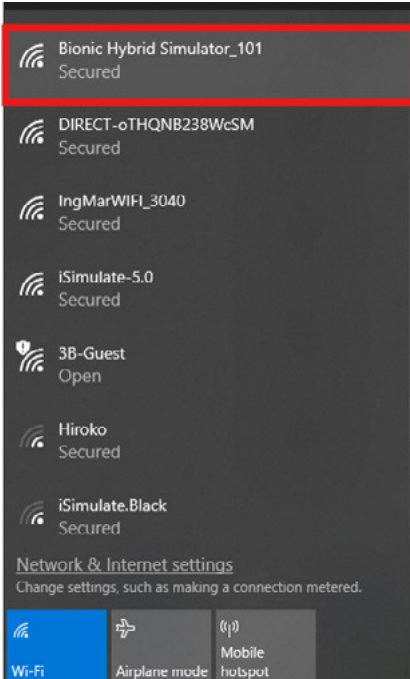 Bionic Hybrid Simulator_101
Secured
DIRECT-oTHQNB238WcSM
Secured
IngMarWIFI_3040
Secured
iSimulate-5.0
Secured
3B-Guest
Open
Hiroko
Secured
iSimulate.Black
Secured
Network & Internet settings
Change settings, such as making a connection metered.
Wi-Fi
Airplane mode
Mobile
hotspot